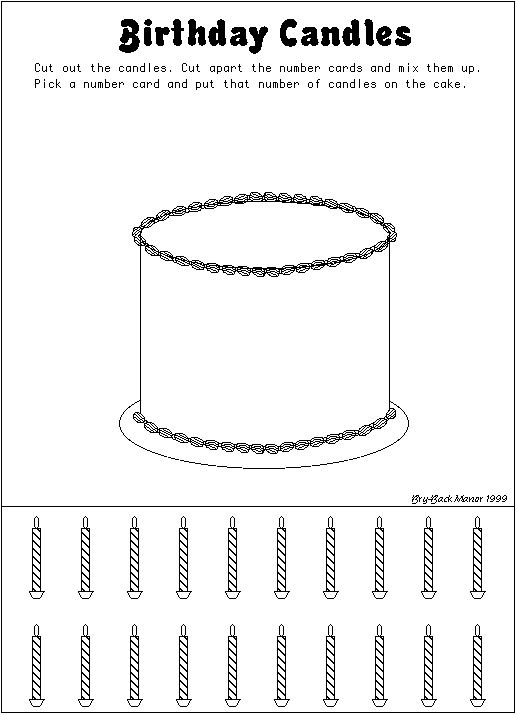 Birthday Candles
Cut out the candles. Cut apart the number cards and mix them up.
Pick a number card and put that number of candles on the cake.
Bry-Back Manor 1999